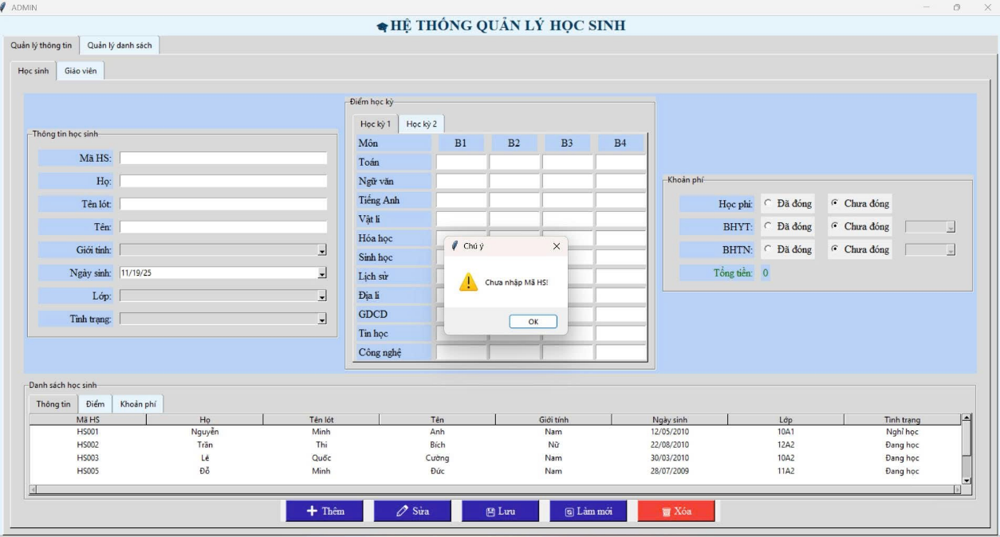 ADMIN
HỆ THỐNG QUẢN LÝ HỌC SINH
Quản lý thông tin Quản lý danh sách
Học sinh Giáo viên
Thông tin học sinh
Mã HS:
Họ:
Tên lót:
Tên:
Giới tính:
Ngày sinh: 11/19/25
Lớp:
Tình trạng:
Điểm học kỳ
Học kỳ 1 Học kỳ 2
Môn B1 B2 B3 B4
Toán
Ngữ văn
Tiếng Anh
Vật lí
Hóa học
Sinh học
Lịch sử
Địa lí
GDCD
Tin học
Công nghệ
Chú ý
Chưa nhập Mã HS!
OK
Khoản phí
Học phí: Đã đóng Chưa đóng
BHYT: Đã đóng Chưa đóng
BHTN: Đã đóng Chưa đóng
Tổng tiền: 0
Danh sách học sinh
Thông tin Điểm Khoản phí
Mã HS Họ Tên lót Tên Giới tính Ngày sinh Lớp Tình trạng
HS001 Nguyễn Minh Anh Nam 12/05/2010 10A1 Nghỉ học
HS002 Trần Thi Bích Nữ 22/08/2010 12A2 Đang học
HS003 Lê Quốc Cường Nam 30/03/2010 10A2 Đang học
HS005 Đỗ Minh Đức Nam 28/07/2009 11A2 Đang học
Thêm Sửa Lưu Làm mới Xóa